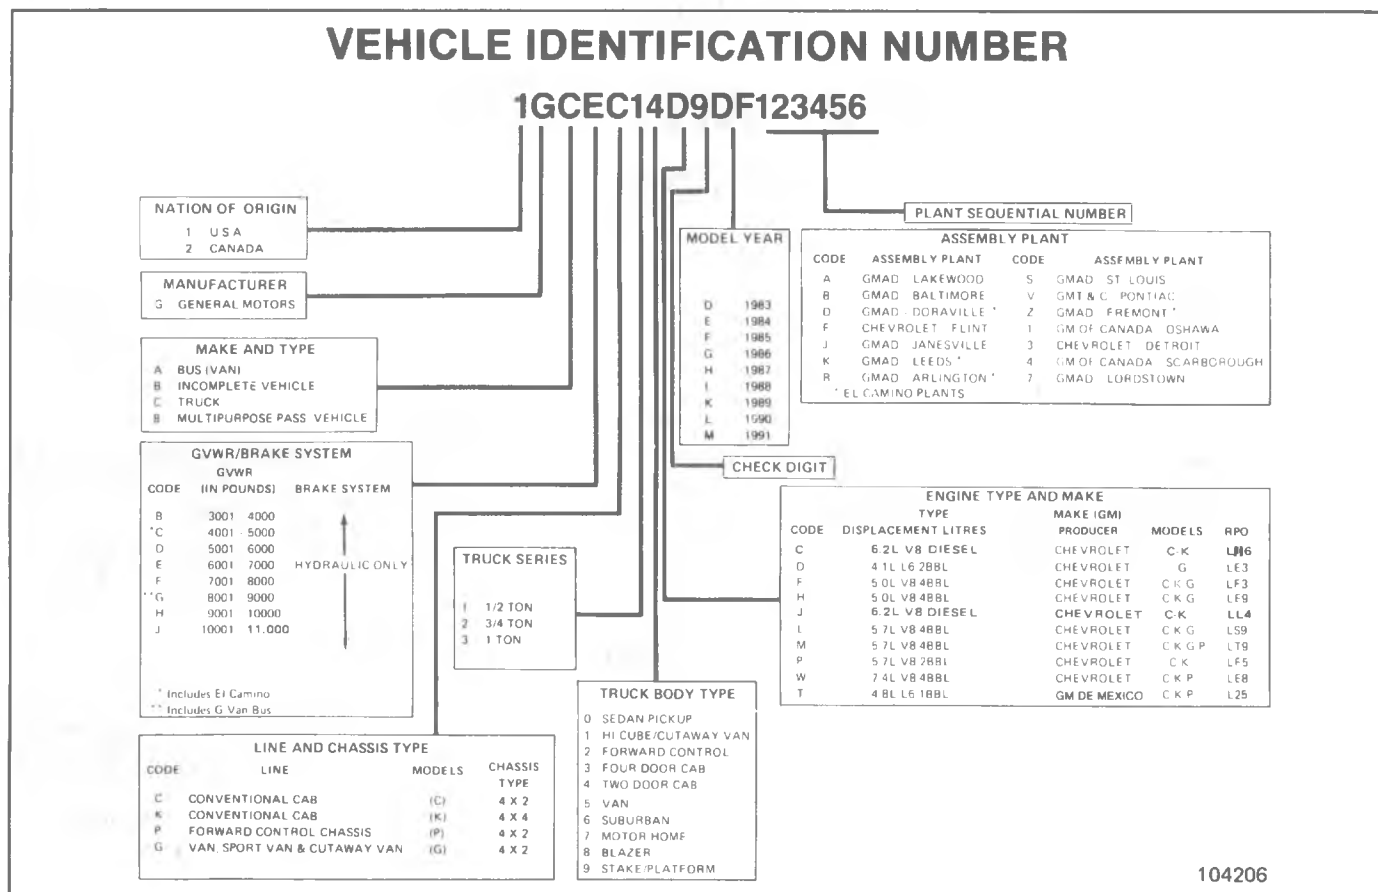 VEHICLE IDENTIFICATION NUMBER
1GCEC14D9DF123456
NATION OF ORIGIN
1 USA
2 CANADA
MANUFACTURER
G GENERAL MOTORS
MAKE AND TYPE
A BUS (VAN)
B INCOMPLETE VEHICLE
C TRUCK
8 MULTIPURPOSE PASS VEHICLE
GVWR/BRAKE SYSTEM
GVWR
CODE (IN POUNDS) BRAKE SYSTEM
B 3001 4000
*C 4001 - 5000
D 5001 6000
E 6001 7000 HYDRAULIC ONLY
F 7001 8000
**G 8001 9000
H 9001 10000
J 10001 11.000
* Includes El Camino
** Includes G Van Bus
LINE AND CHASSIS TYPE
CODE LINE MODELS CHASSIS TYPE
C CONVENTIONAL CAB (C) 4 X 2
K CONVENTIONAL CAB (K) 4 X 4
P FORWARD CONTROL CHASSIS (P) 4 X 2
G VAN, SPORT VAN & CUTAWAY VAN (G) 4 X 2
TRUCK SERIES
1 1/2 TON
2 3/4 TON
3 1 TON
TRUCK BODY TYPE
0 SEDAN PICKUP
1 HI CUBE/CUTAWAY VAN
2 FORWARD CONTROL
3 FOUR DOOR CAB
4 TWO DOOR CAB
5 VAN
6 SUBURBAN
7 MOTOR HOME
8 BLAZER
9 STAKE/PLATFORM
PLANT SEQUENTIAL NUMBER
MODEL YEAR
D 1983
E 1984
F 1985
G 1986
H 1987
I 1988
K 1989
L 1990
M 1991
ASSEMBLY PLANT
CODE ASSEMBLY PLANT CODE ASSEMBLY PLANT
A GMAD LAKEWOOD S GMAD ST LOUIS
B GMAD BALTIMORE V GMT & C PONTIAC
D GMAD - DORAVILLE * Z GMAD FREMONT *
F CHEVROLET FLINT 1 GM OF CANADA OSHAWA
J GMAD JANESVILLE 3 CHEVROLET DETROIT
K GMAD LEEDS * 4 GM OF CANADA SCARBOROUGH
R GMAD ARLINGTON * 7 GMAD LORDSTOWN
* EL CAMINO PLANTS
CHECK DIGIT
ENGINE TYPE AND MAKE
TYPE MAKE (GM)
CODE DISPLACEMENT LITRES PRODUCER MODELS RPO
C 6.2L V8 DIESEL CHEVROLET C-K LH6
D 4.1L L6 2BBL CHEVROLET G LE3
F 5.0L V8 4BBL CHEVROLET C K G LF3
H 5.0L V8 4BBL CHEVROLET C K G LE9
J 6.2L V8 DIESEL CHEVROLET C-K LL4
L 5.7L V8 4BBL CHEVROLET C K G LS9
M 5.7L V8 4BBL CHEVROLET C K G P LT9
P 5.7L V8 2BBL CHEVROLET C K LF5
W 7.4L V8 4BBL CHEVROLET C K P LE8
T 4.8L L6 1BBL GM DE MEXICO C K P L25
104206